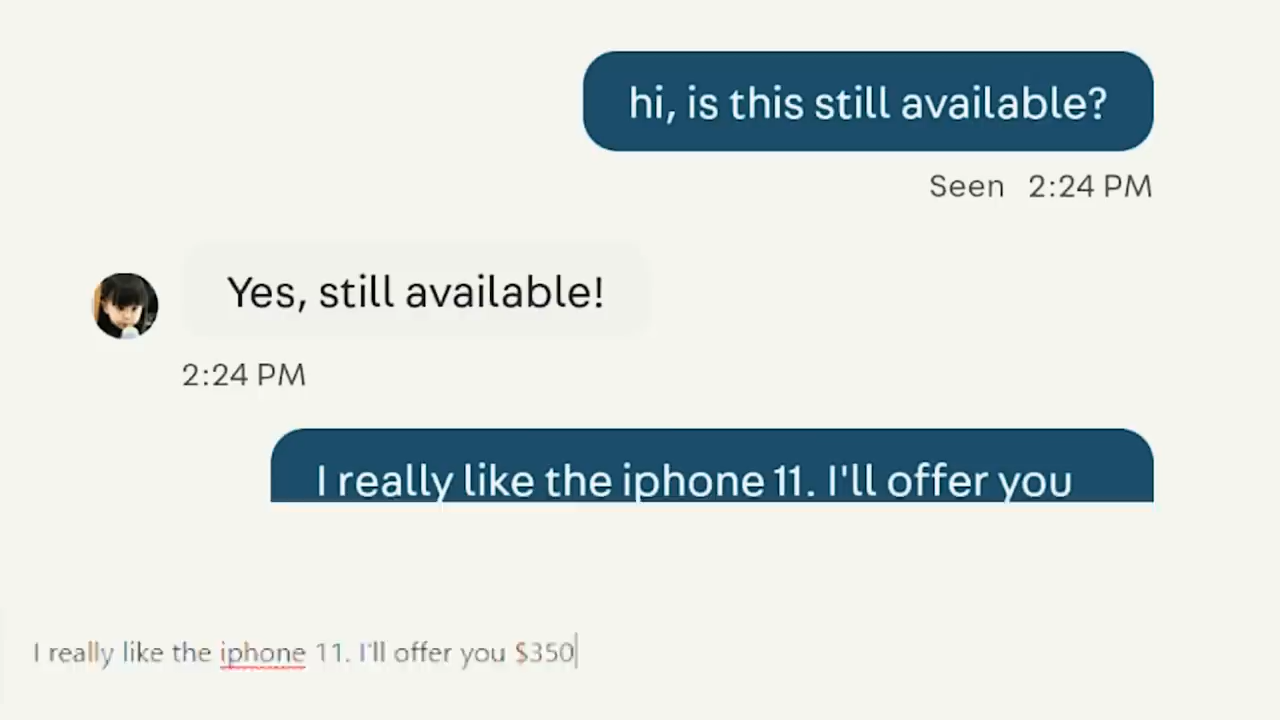 hi, is this still available?
Seen 2:24 PM
Yes, still available!
2:24 PM
I really like the iphone 11. I'll offer you
I really like the iphone 11. I'll offer you $350